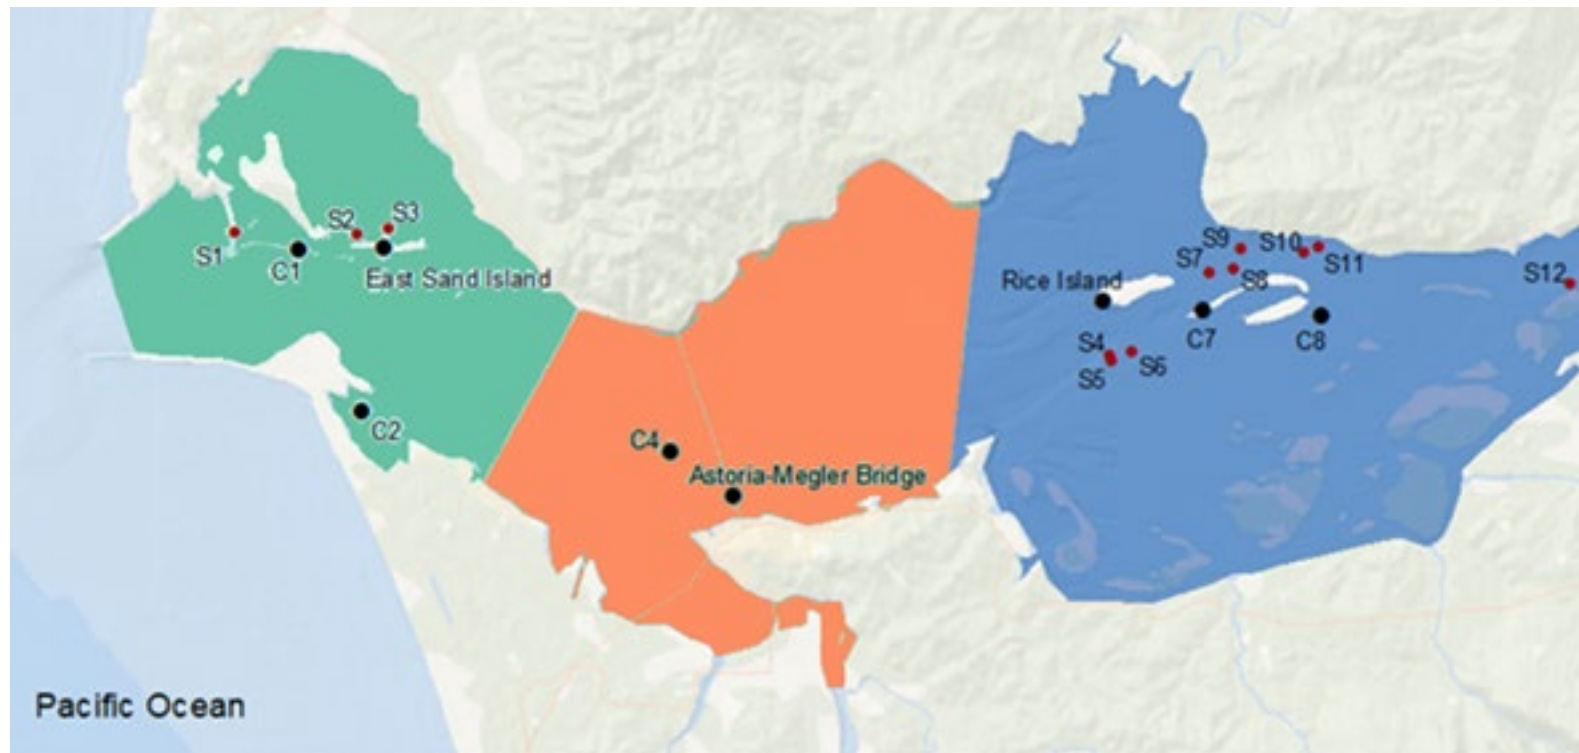 S1
C1
S2
S3
East Sand Island
C2
C4
Astoria-Megler Bridge
Rice Island
S4
S5
S6
S7
S9
S8
S10
S11
S12
C7
C8
Pacific Ocean